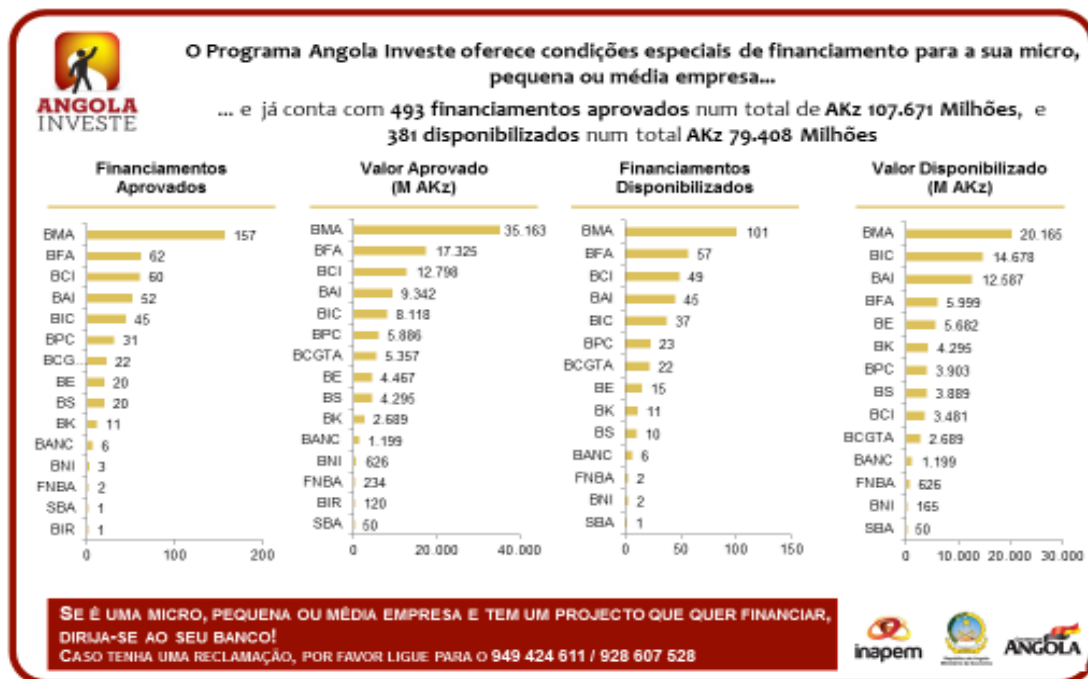 ANGOLA
INVESTE
O Programa Angola Investe oferece condições especiais de financiamento para a sua micro,
pequena ou média empresa...
... e já conta com 493 financiamentos aprovados num total de AKz 107.671 Milhões, e
381 disponibilizados num total AKz 79.408 Milhões
Financiamentos
Aprovados
BMA 157
BFA 62
BCI 60
BAI 52
BIC 45
BPC 31
BCG... 22
BE 20
BS 20
BK 11
BANC 6
BNI 3
FNBA 2
SBA 1
BIR 1
0 100 200
Valor Aprovado
(M AKz)
BMA 35.163
BFA 17.325
BCI 12.798
BAI 9.342
BIC 8.118
BPC 5.886
BCGTA 5.357
BE 4.467
BS 4.295
BK 2.689
BANC 1.199
BNI 626
FNBA 234
BIR 120
SBA 50
0 20.000 40.000
Financiamentos
Disponibilizados
BMA 101
BFA 57
BCI 49
BAI 45
BIC 37
BPC 23
BCGTA 22
BE 15
BK 11
BS 10
BANC 6
FNBA 2
BNI 2
SBA 1
0 50 100 150
Valor Disponibilizado
(M AKz)
BMA 20.165
BIC 14.678
BAI 12.587
BFA 5.999
BE 5.682
BK 4.295
BPC 3.903
BS 3.889
BCI 3.481
BCGTA 2.689
BANC 1.199
FNBA 626
BNI 165
SBA 50
0 10.000 20.000 30.000
SE É UMA MICRO, PEQUENA OU MÉDIA EMPRESA E TEM UM PROJECTO QUE QUER FINANCIAR,
DIRIJA-SE AO SEU BANCO!
CASO TENHA UMA RECLAMAÇÃO, POR FAVOR LIGUE PARA O 949 424 611 / 928 607 528
inapem
ANGOLA